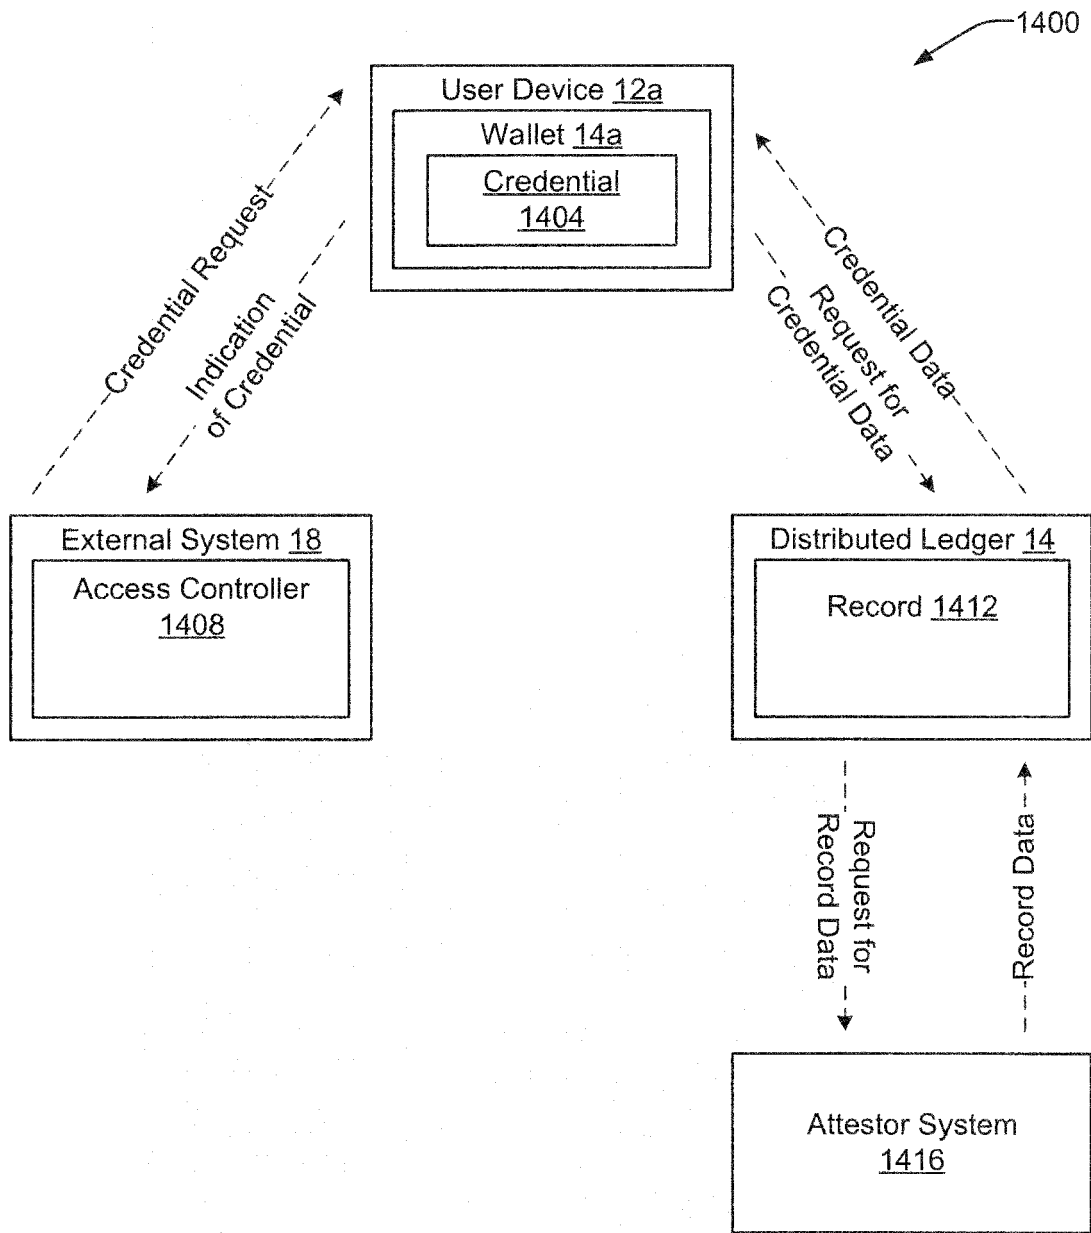 1400
User Device 12a
Wallet 14a
Credential
1404
Credential Request
Indication
of Credential
Credential Data
Request for
Credential Data
External System 18
Access Controller
1408
Distributed Ledger 14
Record 1412
Request for
Record Data
Record Data
Attestor System
1416